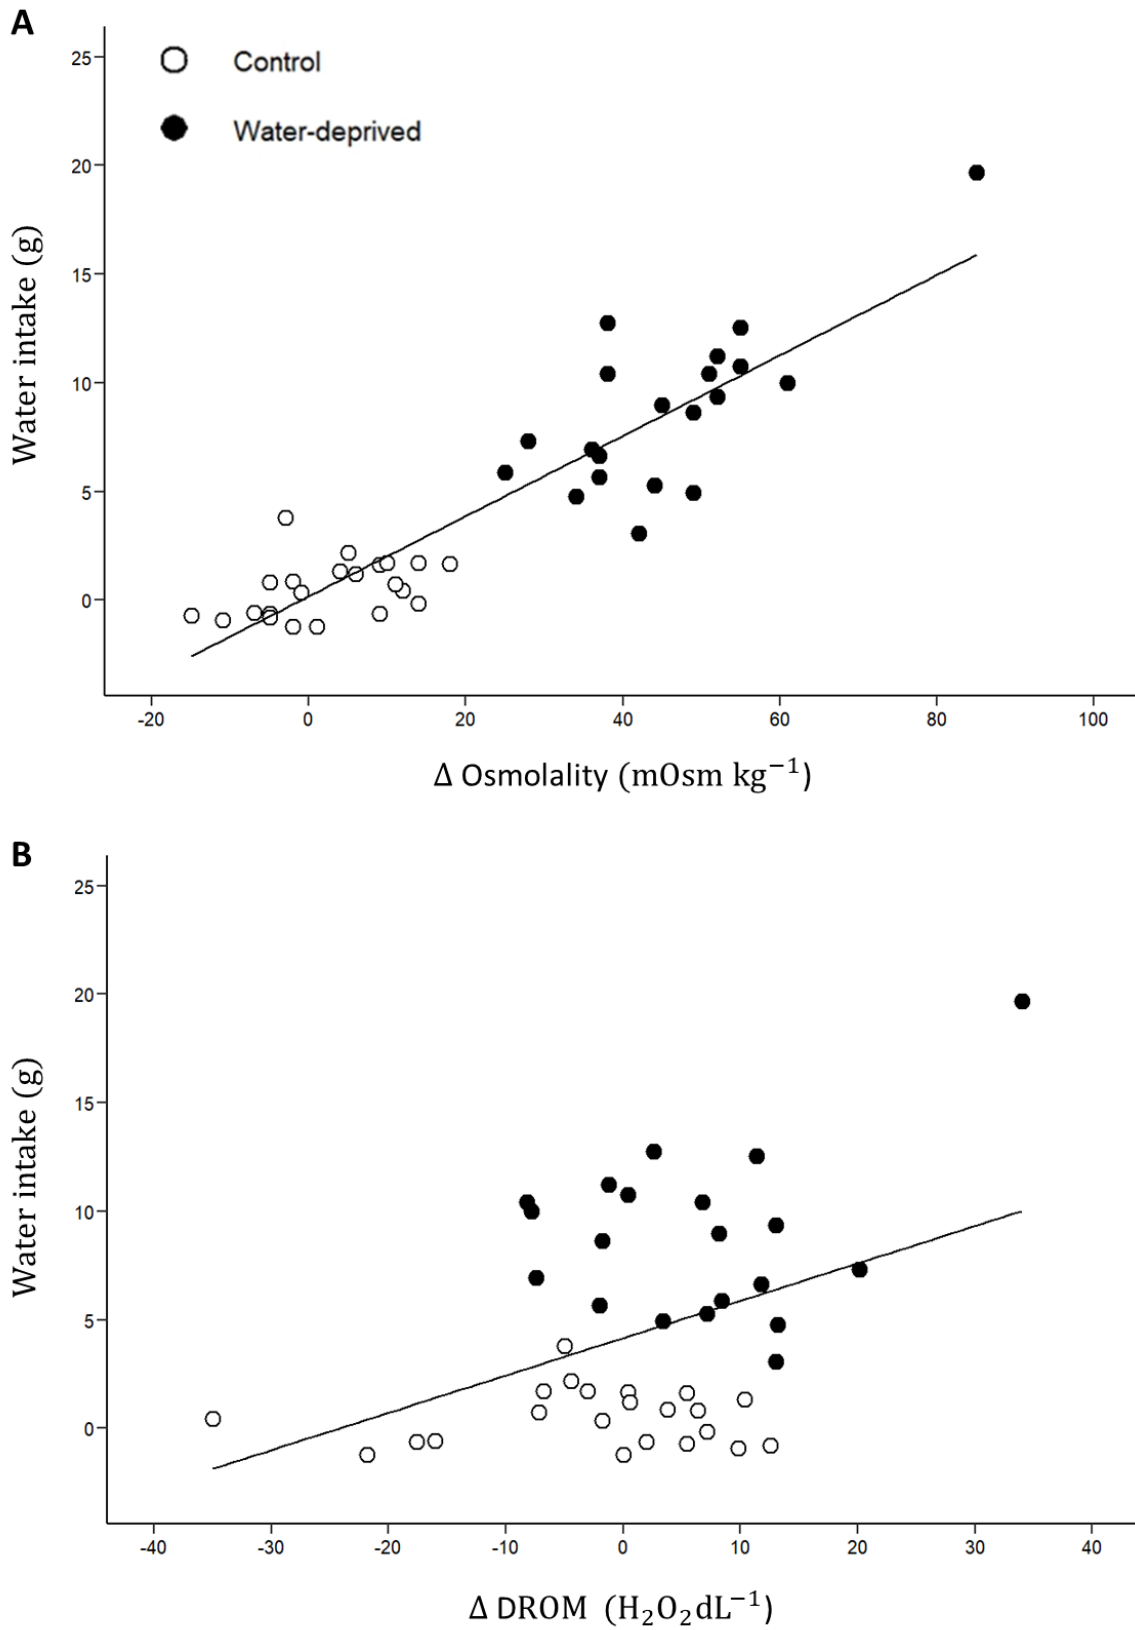 A
Control
Water-deprived
25
20
15
10
5
0
Water intake (g)
-20 0 20 40 60 80 100
Δ Osmolality (mOsm kg⁻¹)
B
25
20
15
10
5
0
Water intake (g)
-40 -30 -20 -10 0 10 20 30 40
Δ DROM (H₂O₂dL⁻¹)